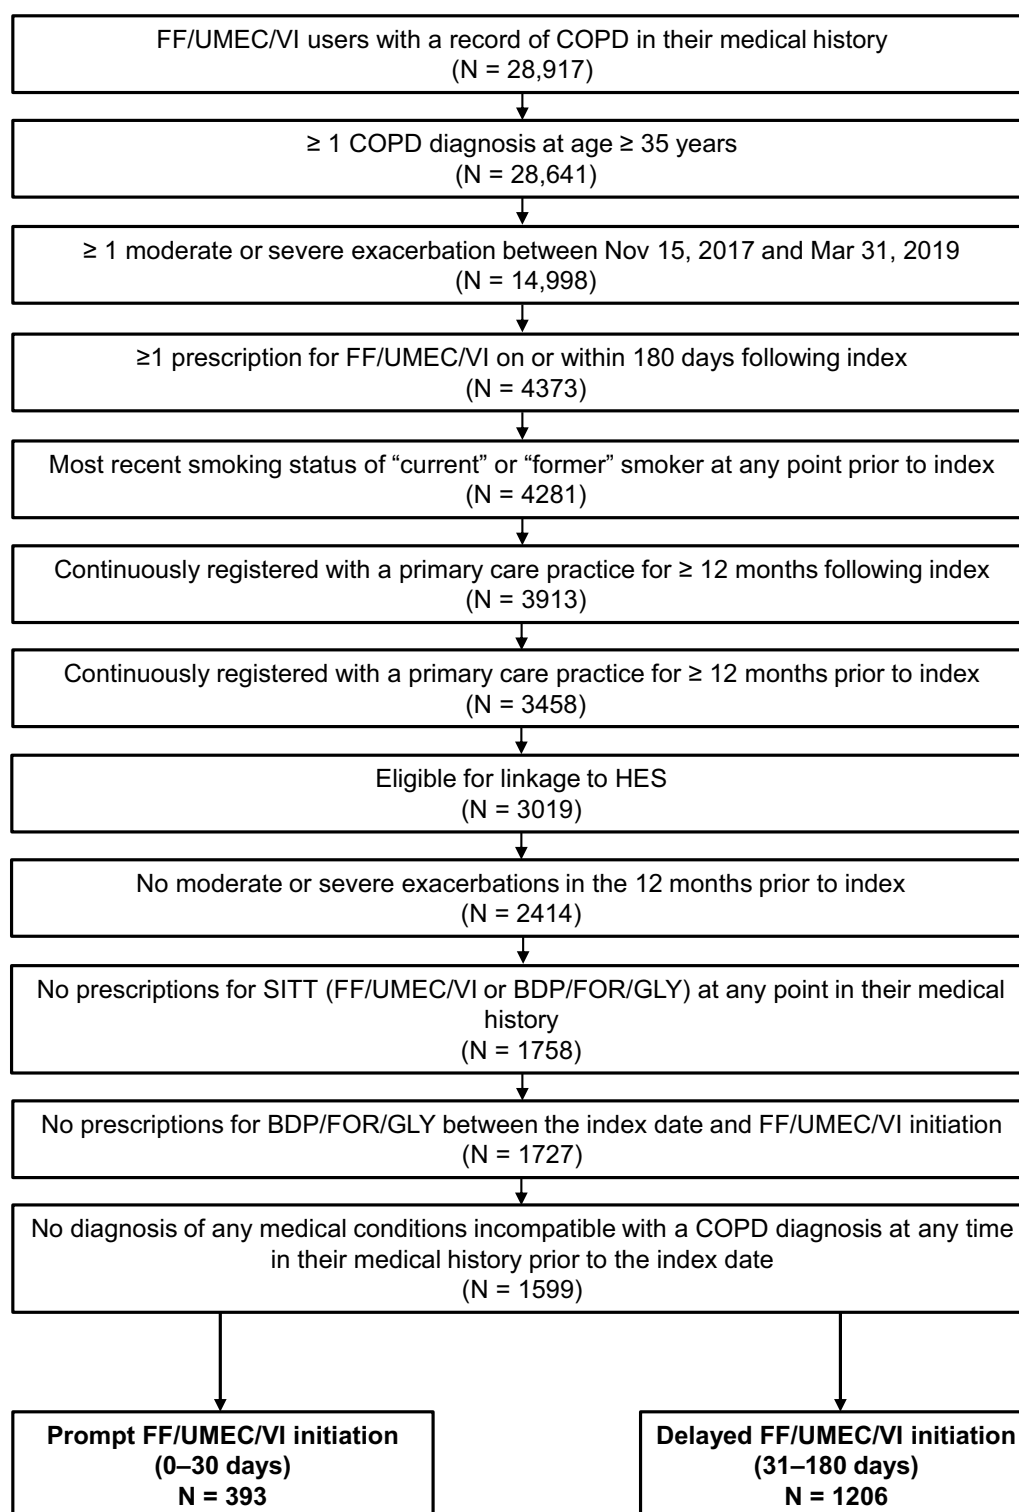 FF/UMEC/VI users with a record of COPD in their medical history
(N = 28,917)
≥ 1 COPD diagnosis at age ≥ 35 years
(N = 28,641)
≥ 1 moderate or severe exacerbation between Nov 15, 2017 and Mar 31, 2019
(N = 14,998)
≥1 prescription for FF/UMEC/VI on or within 180 days following index
(N = 4373)
Most recent smoking status of “current” or “former” smoker at any point prior to index
(N = 4281)
Continuously registered with a primary care practice for ≥ 12 months following index
(N = 3913)
Continuously registered with a primary care practice for ≥ 12 months prior to index
(N = 3458)
Eligible for linkage to HES
(N = 3019)
No moderate or severe exacerbations in the 12 months prior to index
(N = 2414)
No prescriptions for SITT (FF/UMEC/VI or BDP/FOR/GLY) at any point in their medical
history
(N = 1758)
No prescriptions for BDP/FOR/GLY between the index date and FF/UMEC/VI initiation
(N = 1727)
No diagnosis of any medical conditions incompatible with a COPD diagnosis at any time
in their medical history prior to the index date
(N = 1599)
Prompt FF/UMEC/VI initiation
(0–30 days)
N = 393
Delayed FF/UMEC/VI initiation
(31–180 days)
N = 1206